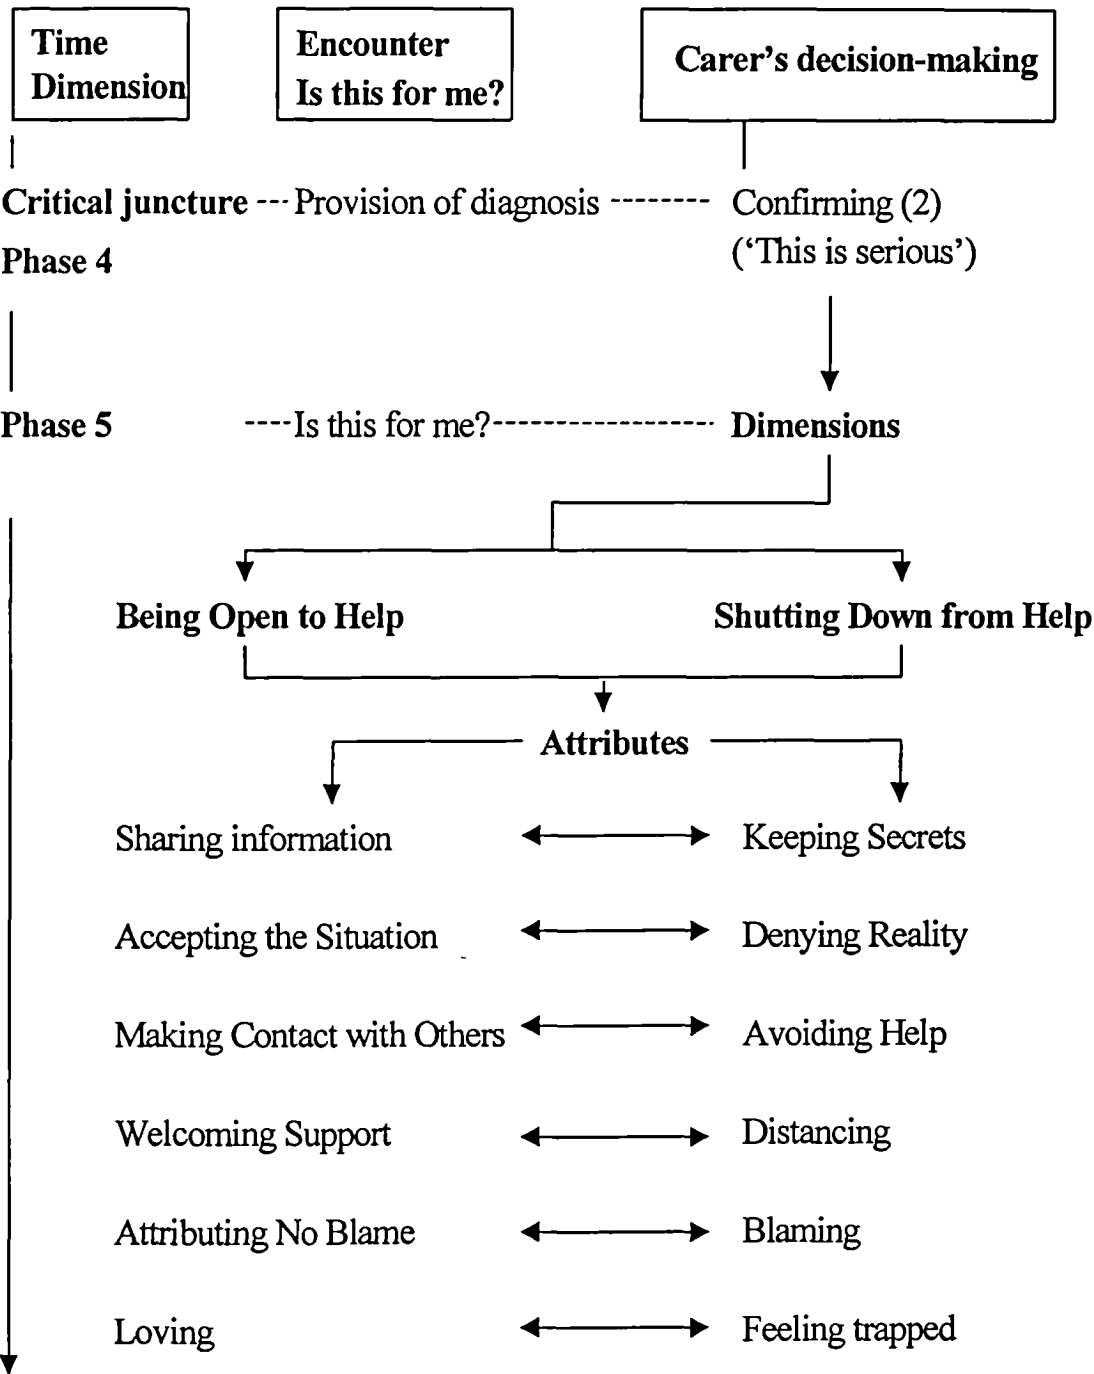 Time
Dimension
Encounter
Is this for me?
Carer's decision-making
Critical juncture --- Provision of diagnosis -------- Confirming (2)
('This is serious')
Phase 4
Phase 5 ----Is this for me?------------------- Dimensions
Being Open to Help
Shutting Down from Help
Attributes
Sharing information
Keeping Secrets
Accepting the Situation
Denying Reality
Making Contact with Others
Avoiding Help
Welcoming Support
Distancing
Attributing No Blame
Blaming
Loving
Feeling trapped